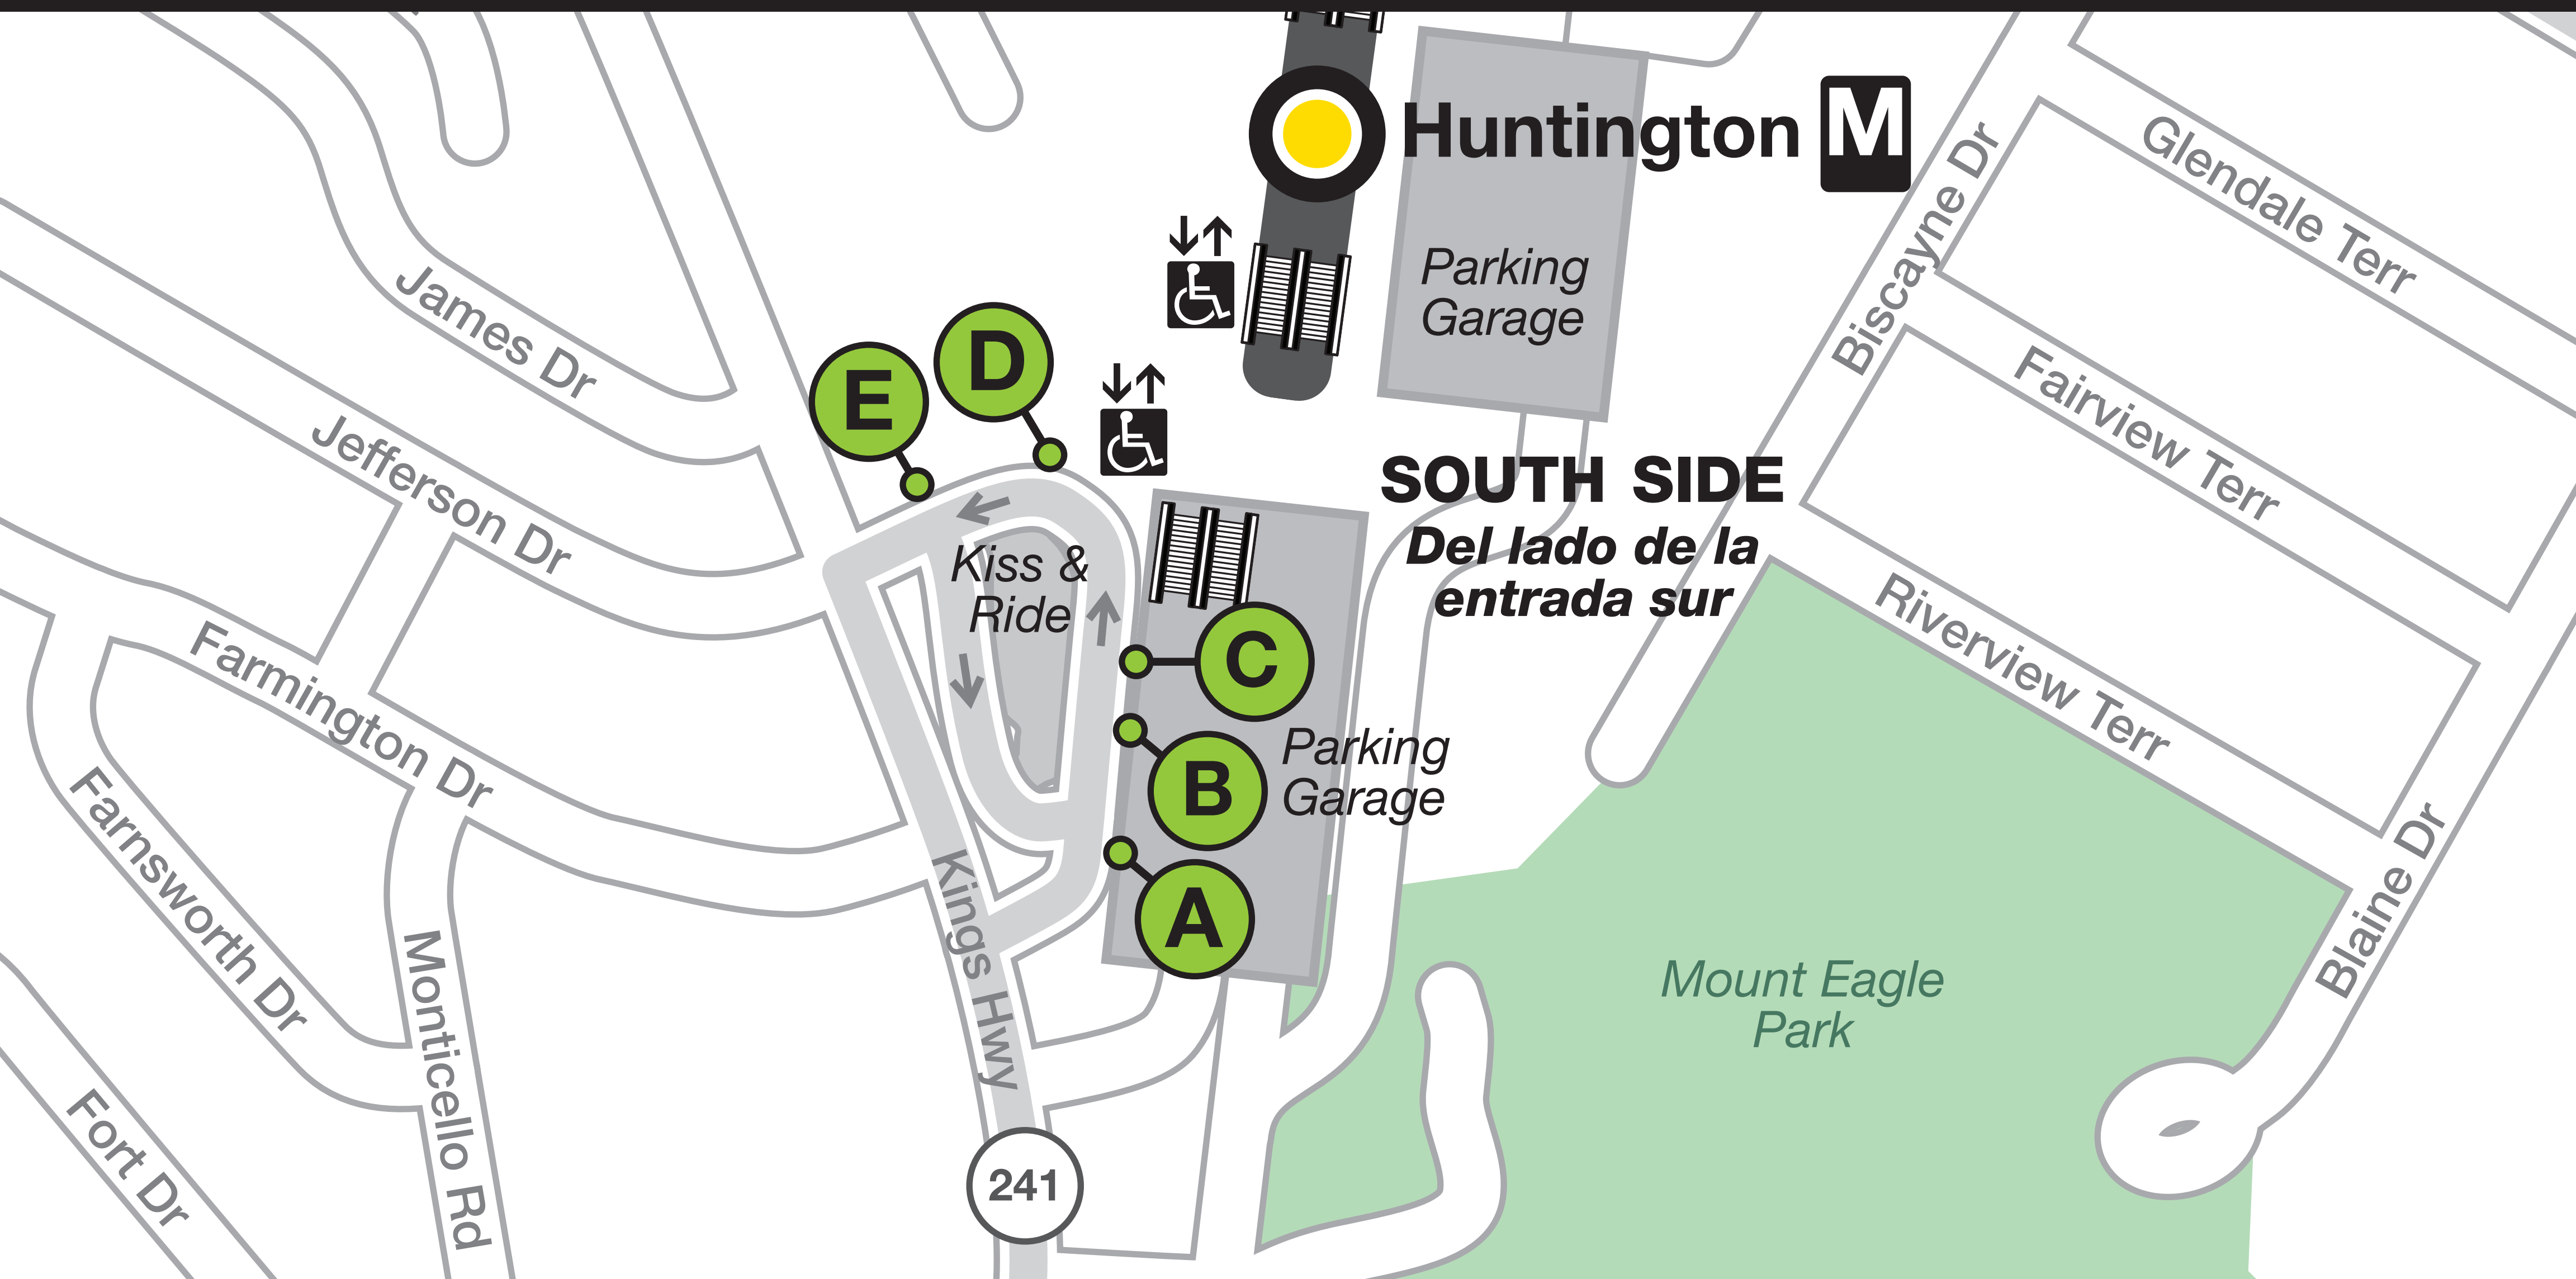 Huntington
M
Glendale Terr
Biscayne Dr
Parking
Garage
James Dr
D
E
Fairview Terr
Jefferson Dr
SOUTH SIDE
Del lado de la
entrada sur
Kiss &
Ride
C
Riverview Terr
Farmington Dr
B
Parking
Garage
Farnsworth Dr
A
Kings Hwy
Blaine Dr
Monticello Rd
Mount Eagle
Park
Fort Dr
241